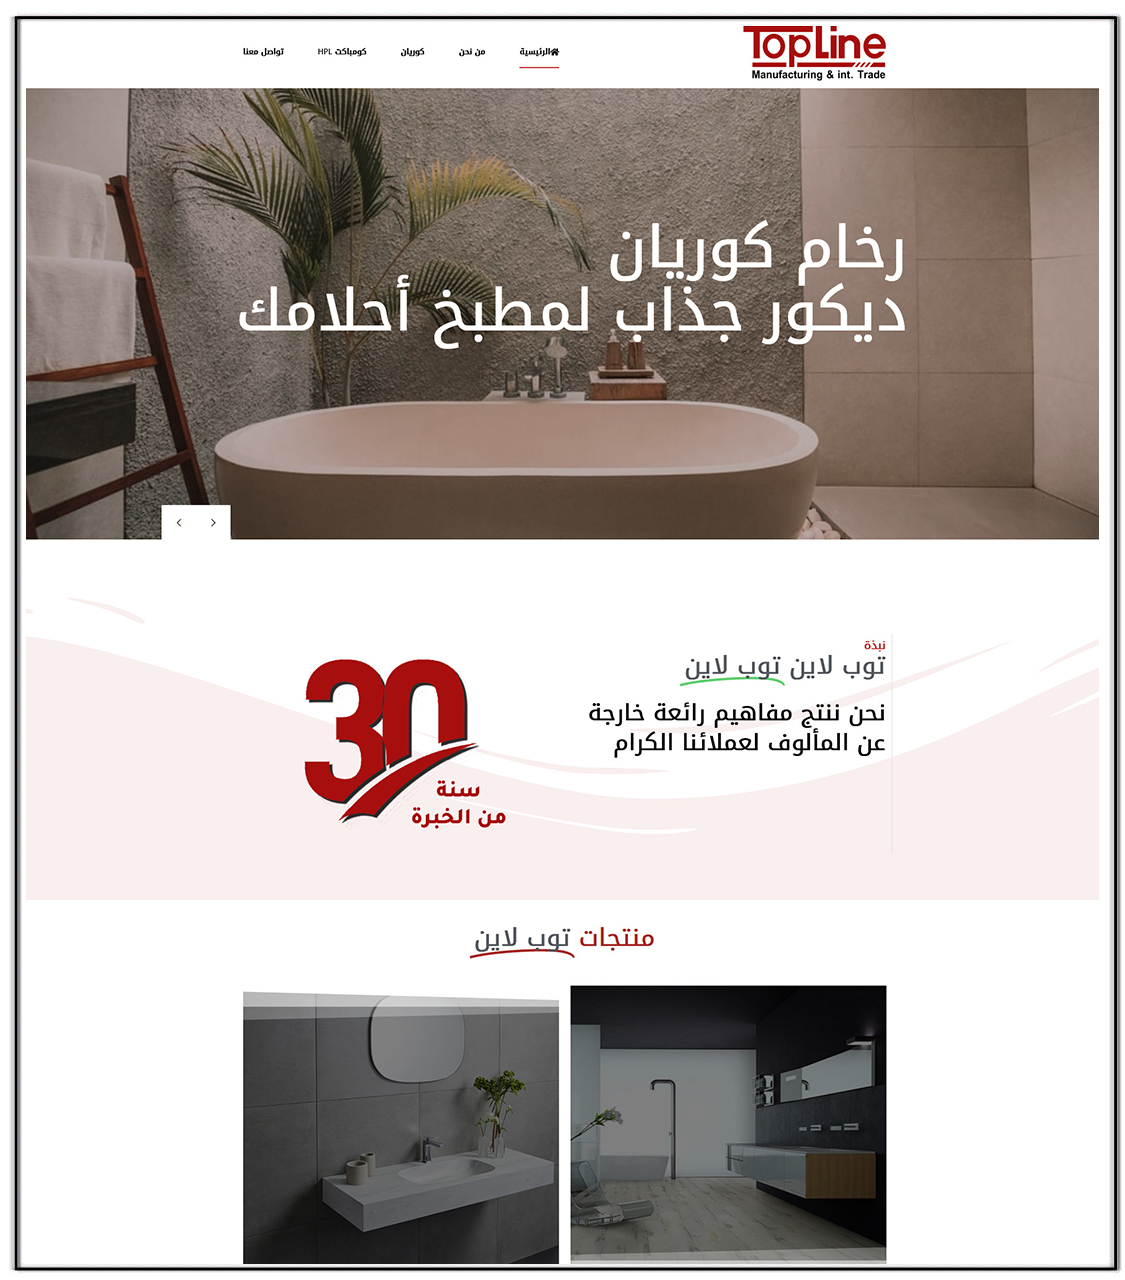 TopLine
Manufacturing & int. Trade
الرئيسية
من نحن
كوريان
كومباكت HPL
تواصل معنا
رخام كوريان
ديكور جذاب لمطبخ أحلامك
نبذة
توب لاين توب لاين
نحن ننتج مفاهيم رائعة خارجة
عن المألوف لعملائنا الكرام
30
سنة
من الخبرة
منتجات توب لاين